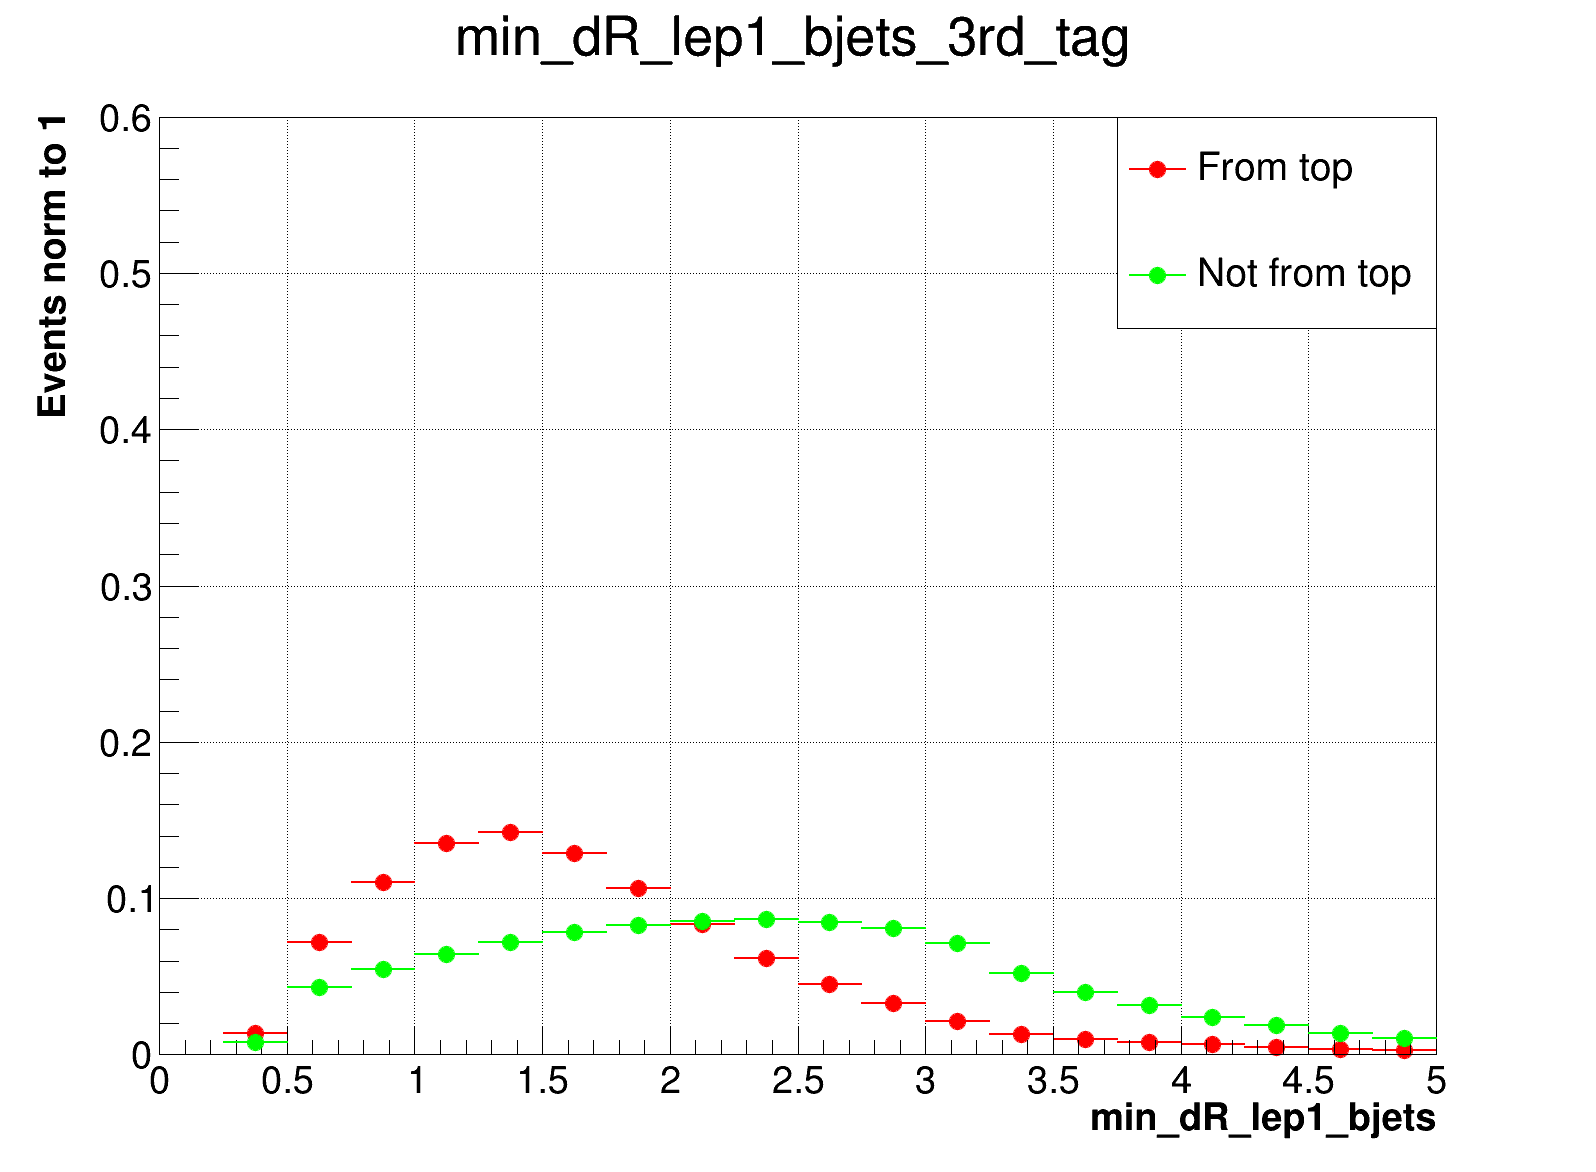 min_dR_lep1_bjets_3rd_tag
Events norm to 1
0.6
0.5
0.4
0.3
0.2
0.1
0
From top
Not from top
0 0.5 1 1.5 2 2.5 3 3.5 4 4.5 5
min_dR_lep1_bjets